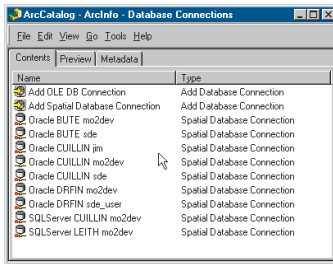 ArcCatalog - ArcInfo - Database Connections
File Edit View Go Tools Help
Contents Preview Metadata
Name Type
Add OLE DB Connection Add Database Connection
Add Spatial Database Connection Add Database Connection
Oracle BUTE mo2dev Spatial Database Connection
Oracle BUTE sde Spatial Database Connection
Oracle CUILLIN jim Spatial Database Connection
Oracle CUILLIN mo2dev Spatial Database Connection
Oracle CUILLIN sde Spatial Database Connection
Oracle DRFIN mo2dev Spatial Database Connection
Oracle DRFIN sde_user Spatial Database Connection
SQLServer CUILLIN mo2dev Spatial Database Connection
SQLServer LEITH mo2dev Spatial Database Connection